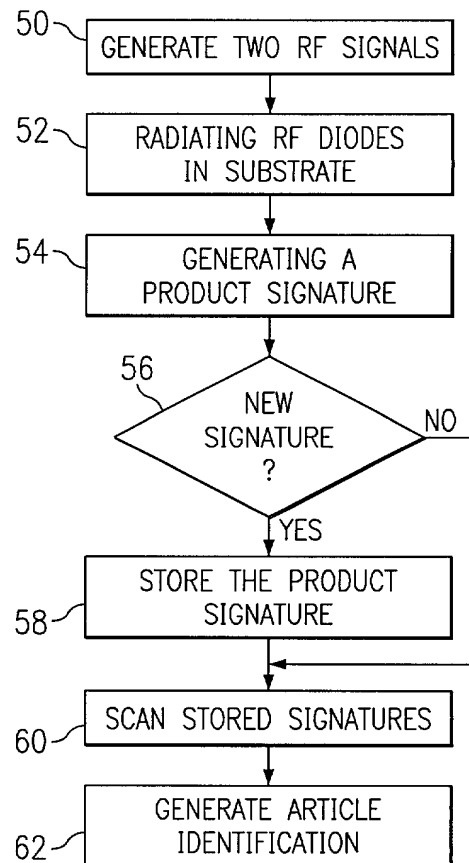 50
GENERATE TWO RF SIGNALS
52
RADIATING RF DIODES
IN SUBSTRATE
54
GENERATING A
PRODUCT SIGNATURE
56
NEW
SIGNATURE
?
NO
YES
58
STORE THE PRODUCT
SIGNATURE
60
SCAN STORED SIGNATURES
62
GENERATE ARTICLE
IDENTIFICATION